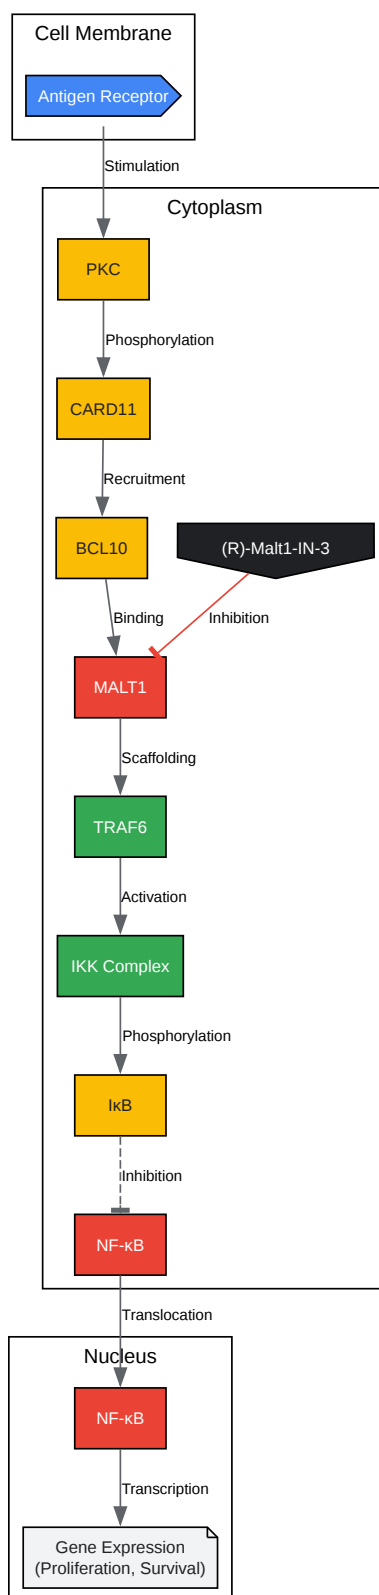 Cell Membrane
Antigen Receptor
Stimulation
Cytoplasm
PKC
Phosphorylation
CARD11
Recruitment
BCL10
(R)-Malt1-IN-3
Binding
Inhibition
MALT1
Scaffolding
TRAF6
Activation
IKK Complex
Phosphorylation
IκB
Inhibition
NF-κB
Translocation
Nucleus
NF-κB
Transcription
Gene Expression
(Proliferation, Survival)